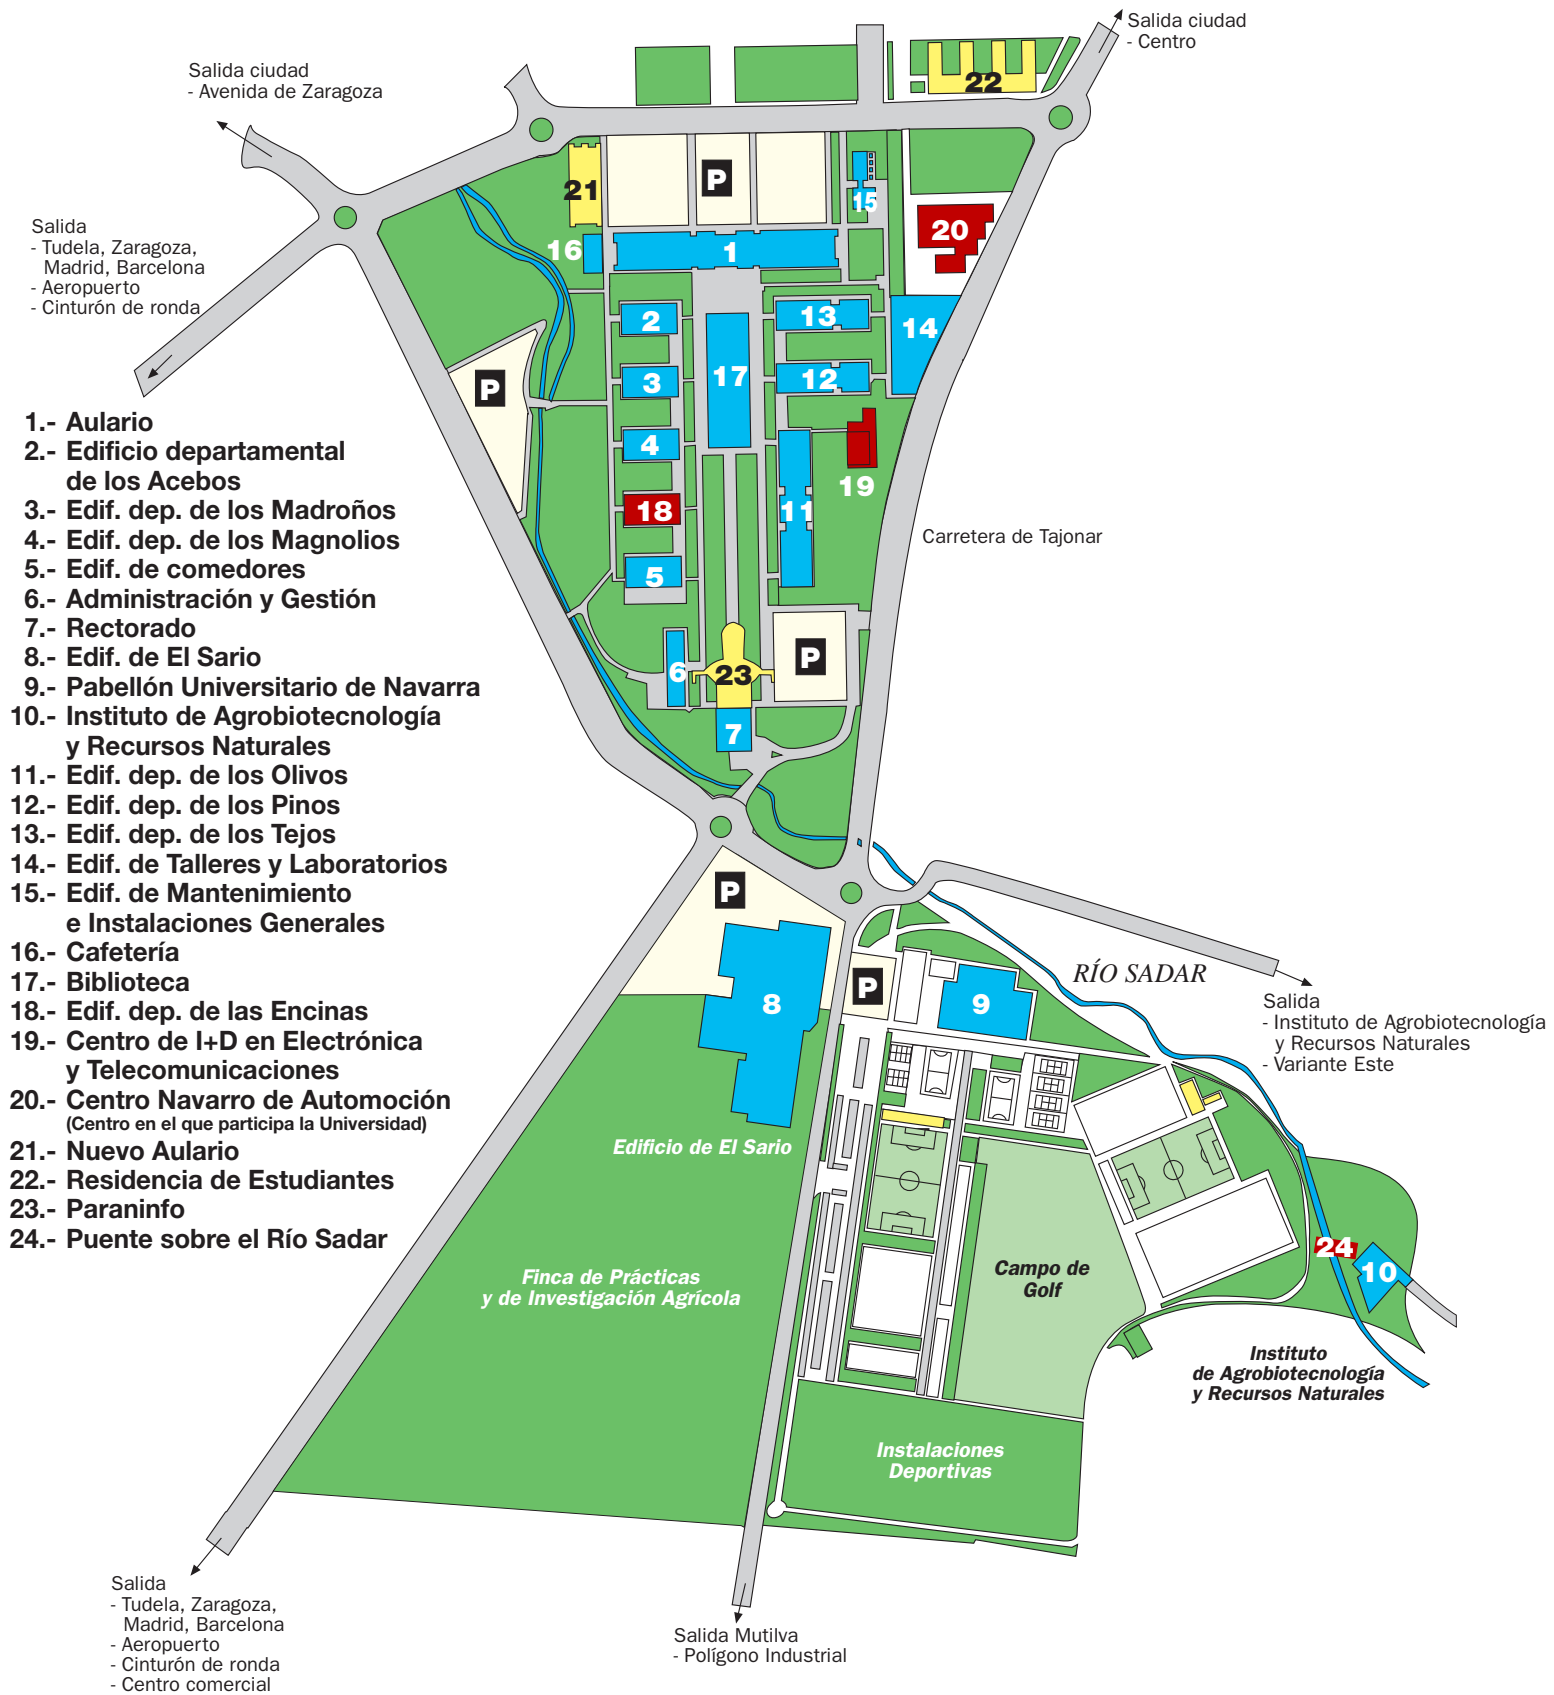 Salida ciudad
- Centro
Salida ciudad
- Avenida de Zaragoza
22
P
21
15
20
16
1
Salida
- Tudela, Zaragoza,
Madrid, Barcelona
- Aeropuerto
- Cinturón de ronda
2
13
14
17
3
12
P
4
19
18
11
5
Carretera de Tajonar
P
6
23
7
1.- Aulario
2.- Edificio departamental
de los Acebos
3.- Edif. dep. de los Madroños
4.- Edif. dep. de los Magnolios
5.- Edif. de comedores
6.- Administración y Gestión
7.- Rectorado
8.- Edif. de El Sario
9.- Pabellón Universitario de Navarra
10.- Instituto de Agrobiotecnología
y Recursos Naturales
11.- Edif. dep. de los Olivos
12.- Edif. dep. de los Pinos
13.- Edif. dep. de los Tejos
14.- Edif. de Talleres y Laboratorios
15.- Edif. de Mantenimiento
e Instalaciones Generales
16.- Cafetería
17.- Biblioteca
18.- Edif. dep. de las Encinas
19.- Centro de I+D en Electrónica
y Telecomunicaciones
20.- Centro Navarro de Automoción
(Centro en el que participa la Universidad)
21.- Nuevo Aulario
22.- Residencia de Estudiantes
23.- Paraninfo
24.- Puente sobre el Río Sadar
P
P
8
9
RÍO SADAR
Salida
- Instituto de Agrobiotecnología
y Recursos Naturales
- Variante Este
Edificio de El Sario
Finca de Prácticas
y de Investigación Agrícola
Campo de
Golf
24
10
Instituto
de Agrobiotecnología
y Recursos Naturales
Instalaciones
Deportivas
Salida
- Tudela, Zaragoza,
Madrid, Barcelona
- Aeropuerto
- Cinturón de ronda
- Centro comercial
Salida Mutilva
- Polígono Industrial